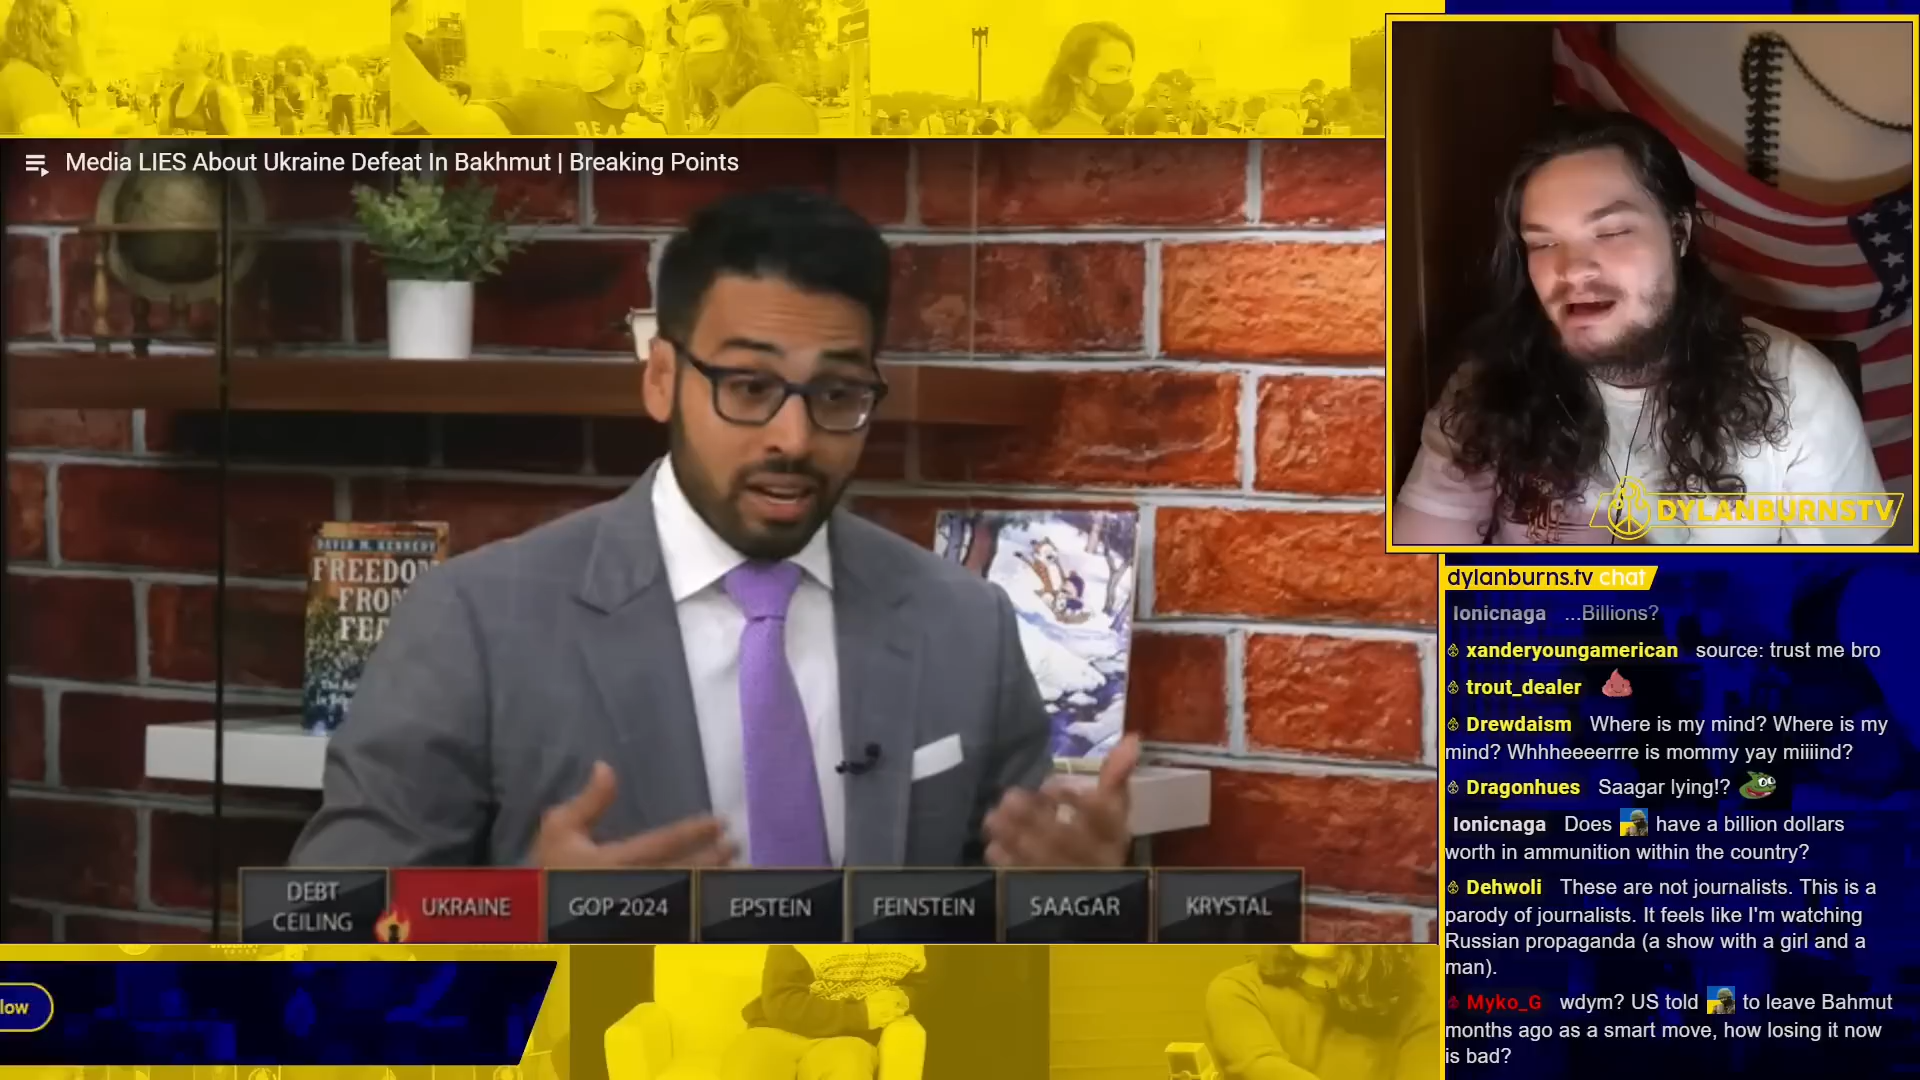 Media LIES About Ukraine Defeat In Bakhmut | Breaking Points
DAVID M. KENNEDY
FREEDOM
FROM
DEBT
CEILING
UKRAINE
GOP 2024
EPSTEIN
FEINSTEIN
SAAGAR
KRYSTAL
low
DYLANBURNSTV
dylanburns.tv chat
Ionicnaga ...Billions?
xanderyoungamerican source: trust me bro
trout_dealer
Drewdaism Where is my mind? Where is my
mind? Whhheeeerrre is mommy yay miiiind?
Dragonhues Saagar lying!?
Ionicnaga Does have a billion dollars
worth in ammunition within the country?
Dehwoli These are not journalists. This is a
parody of journalists. It feels like I'm watching
Russian propaganda (a show with a girl and a
man).
Myko_G wdym? US told to leave Bahmut
months ago as a smart move, how losing it now
is bad?